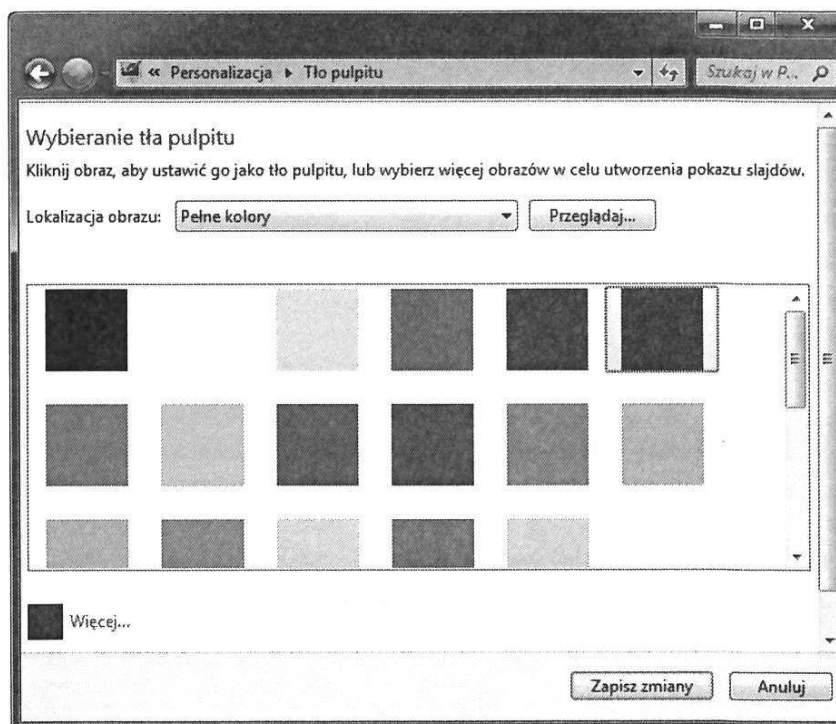 « Personalizacja ▸ Tło pulpitu
Szukaj w P...
Wybieranie tła pulpitu
Kliknij obraz, aby ustawić go jako tło pulpitu, lub wybierz więcej obrazów w celu utworzenia pokazu slajdów.
Lokalizacja obrazu: Pełne kolory Przeglądaj...
Więcej...
Zapisz zmiany Anuluj